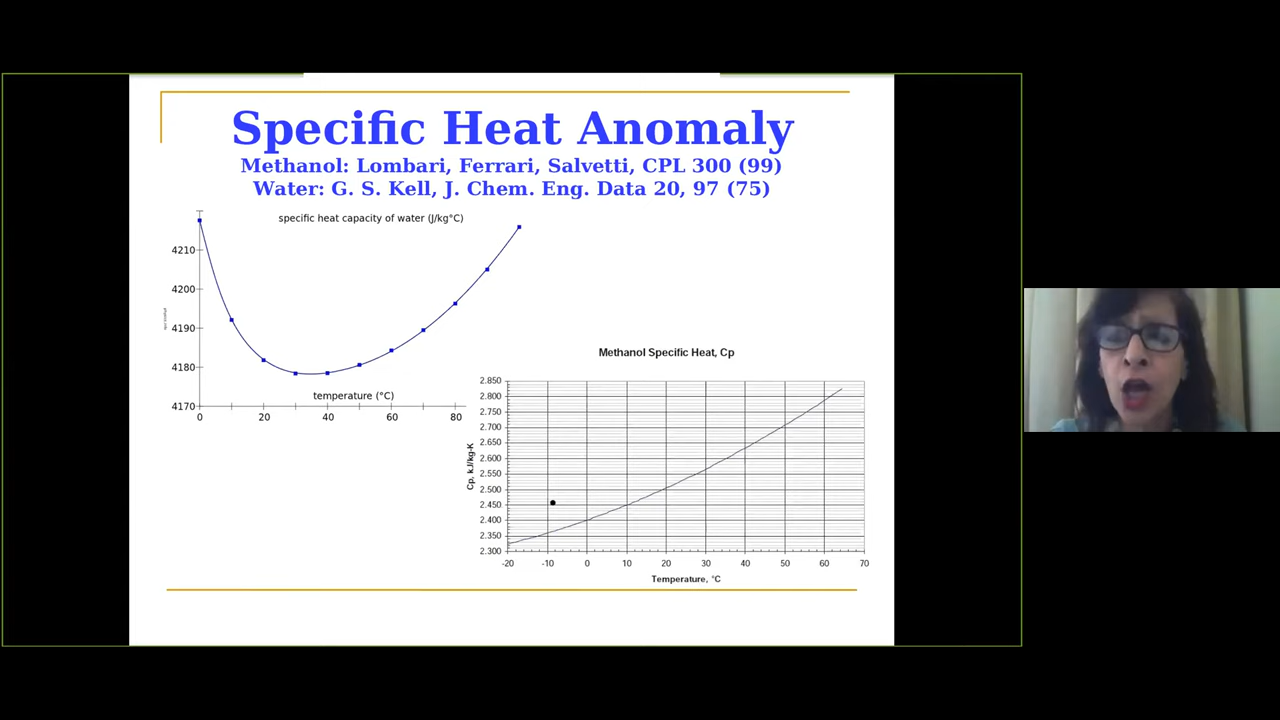 Specific Heat Anomaly
Methanol: Lombari, Ferrari, Salvetti, CPL 300 (99)
Water: G. S. Kell, J. Chem. Eng. Data 20, 97 (75)
specific heat capacity of water (J/kg°C)
4210
4200
4190
4180
4170
temperature (°C)
0 20 40 60 80
Methanol Specific Heat, Cp
Cp, kJ/kg-K
2.850
2.800
2.750
2.700
2.650
2.600
2.550
2.500
2.450
2.400
2.350
2.300
-20 -10 0 10 20 30 40 50 60 70
Temperature, °C